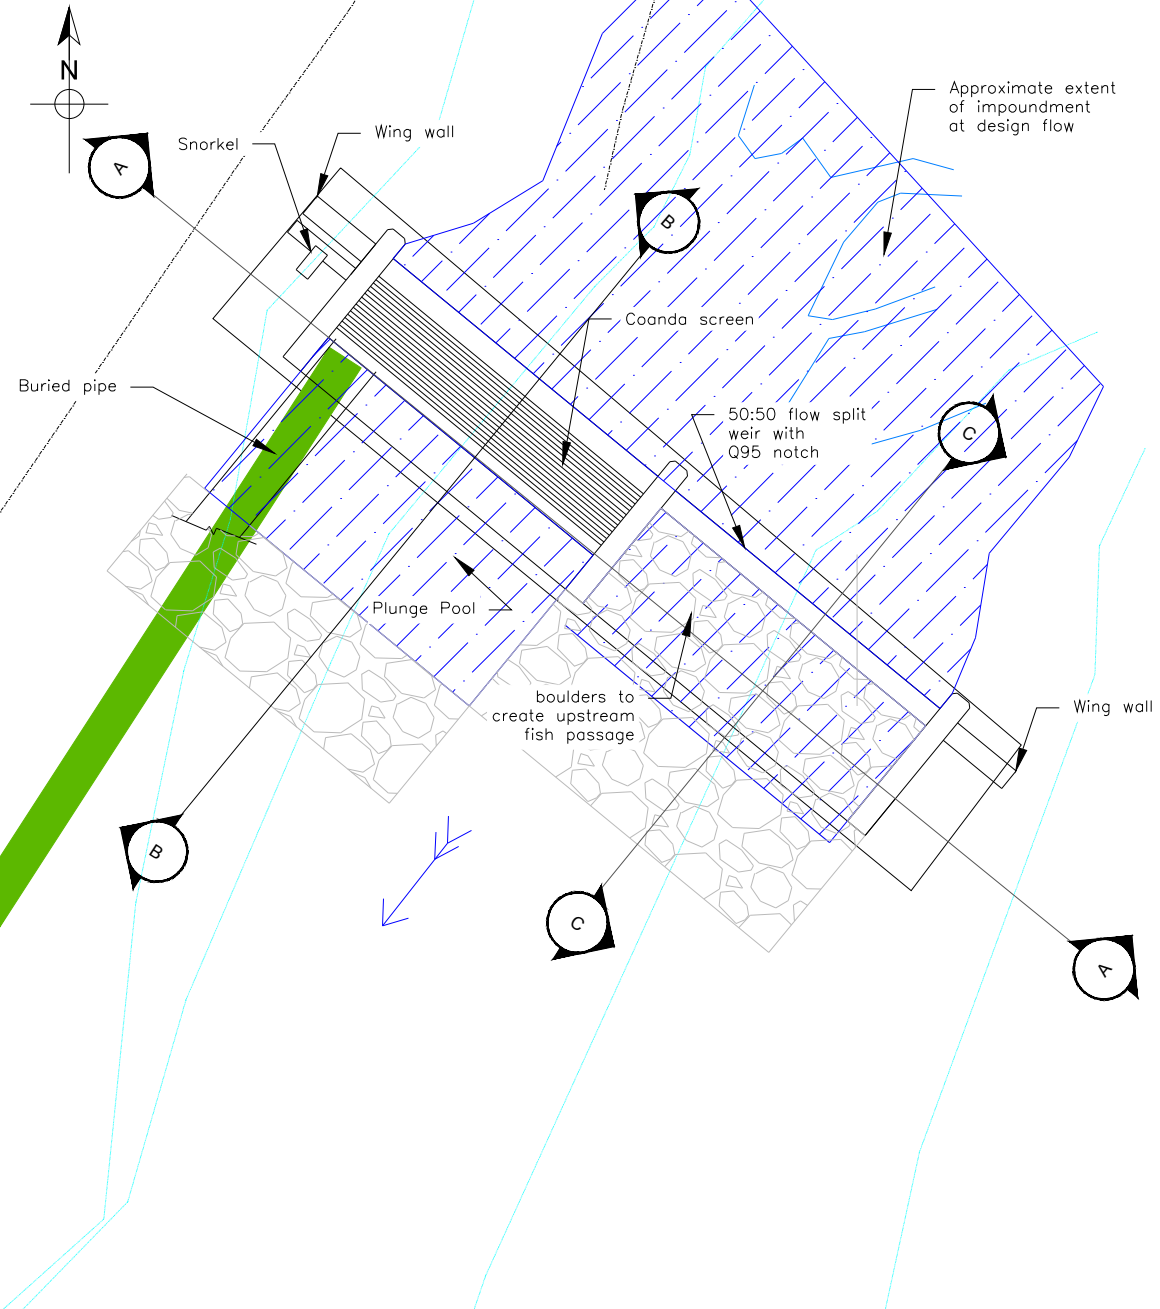 N
A
Snorkel
Wing wall
Approximate extent
of impoundment
at design flow
B
Coanda screen
Buried pipe
50:50 flow split
weir with
Q95 notch
C
Plunge Pool
boulders to
create upstream
fish passage
Wing wall
B
C
A